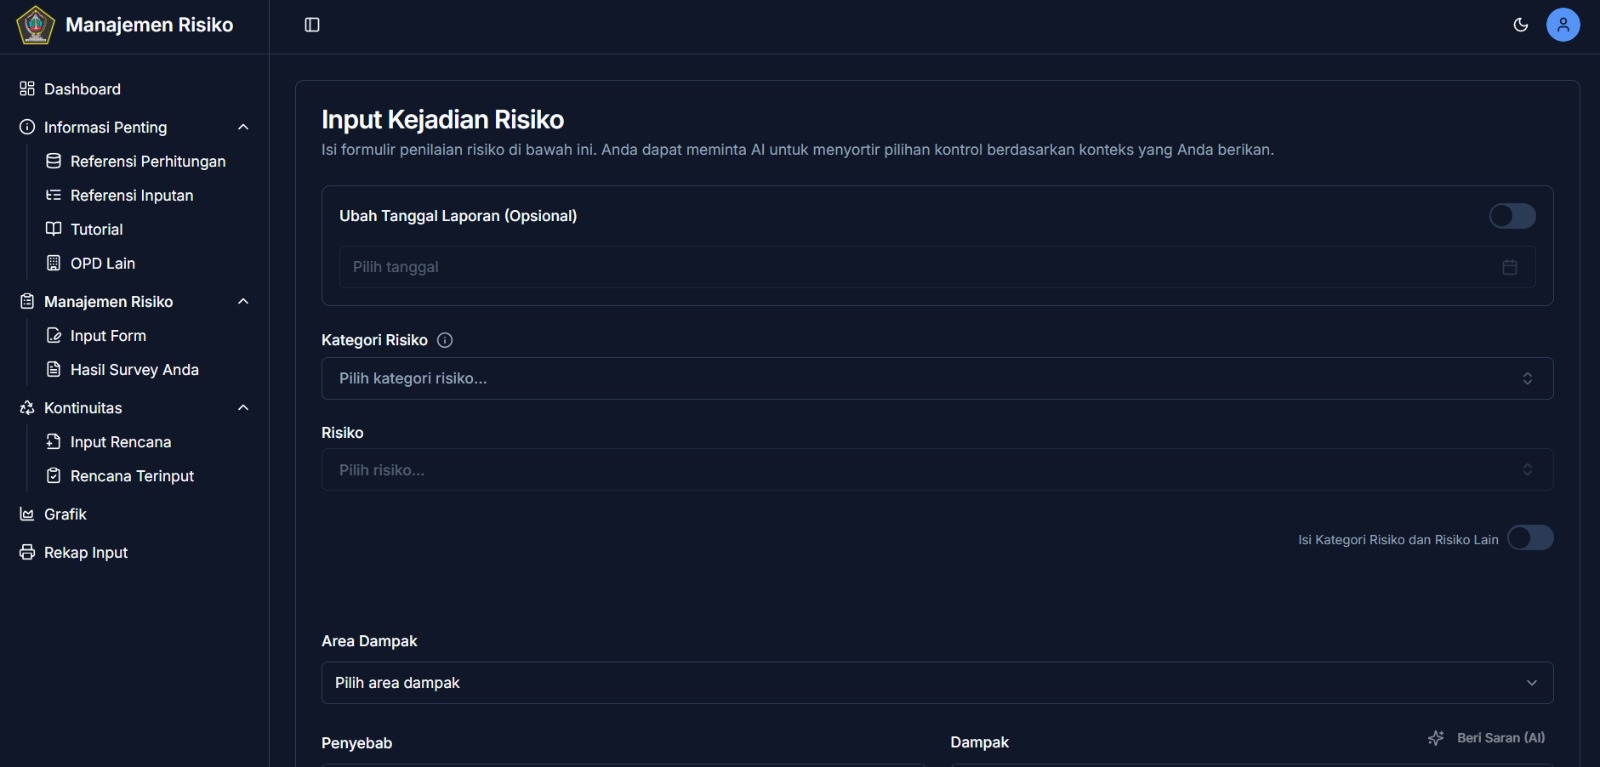 Manajemen Risiko
Dashboard
Informasi Penting
Referensi Perhitungan
Referensi Inputan
Tutorial
OPD Lain
Manajemen Risiko
Input Form
Hasil Survey Anda
Kontinuitas
Input Rencana
Rencana Terinput
Grafik
Rekap Input
Input Kejadian Risiko
Isi formulir penilaian risiko di bawah ini. Anda dapat meminta AI untuk menyortir pilihan kontrol berdasarkan konteks yang Anda berikan.
Ubah Tanggal Laporan (Opsional)
Pilih tanggal
Kategori Risiko
Pilih kategori risiko...
Risiko
Pilih risiko...
Isi Kategori Risiko dan Risiko Lain
Area Dampak
Pilih area dampak
Penyebab
Dampak
Beri Saran (AI)